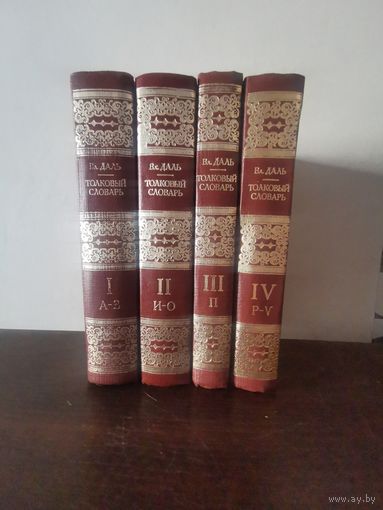 Вл. ДАЛЬ
ТОЛКОВЫЙ
СЛОВАРЬ
I
А-З
Вл. ДАЛЬ
ТОЛКОВЫЙ
СЛОВАРЬ
II
И-О
Вл. ДАЛЬ
ТОЛКОВЫЙ
СЛОВАРЬ
III
П
Вл. ДАЛЬ
ТОЛКОВЫЙ
СЛОВАРЬ
IV
Р-Ѵ
www.ay.by